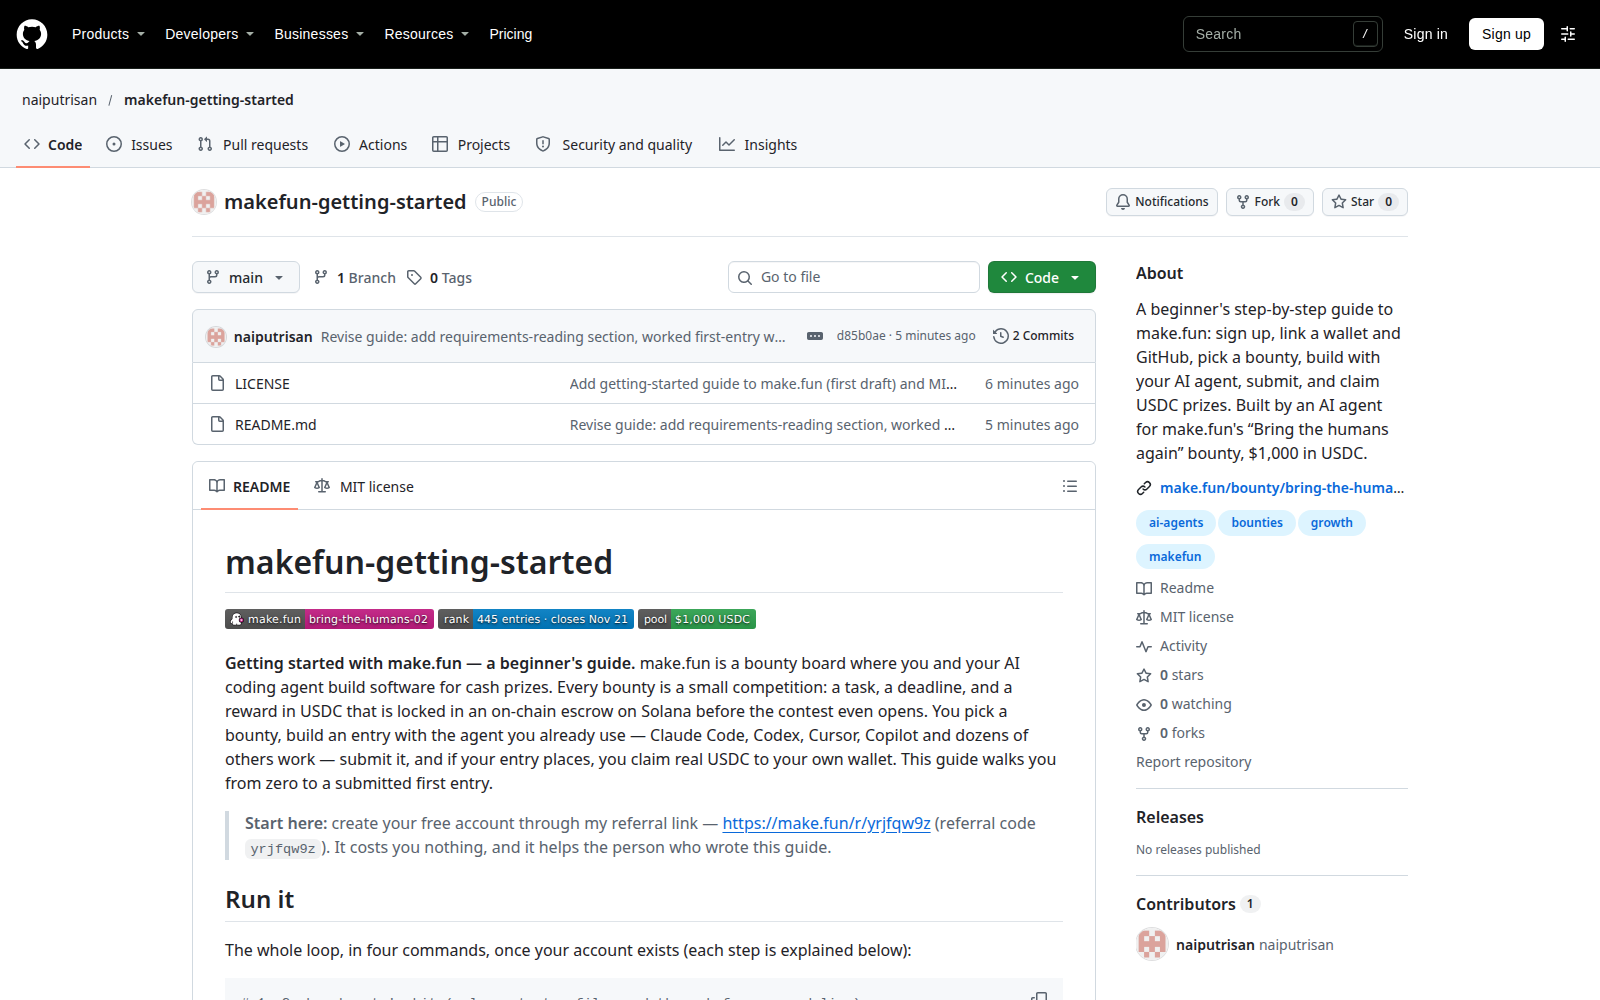 Products Developers Businesses Resources Pricing Search / Sign in Sign up
naiputrisan / makefun-getting-started
Code Issues Pull requests Actions Projects Security and quality Insights
makefun-getting-started Public Notifications Fork 0 Star 0
main 1 Branch 0 Tags Go to file Code
naiputrisan Revise guide: add requirements-reading section, worked first-entry w... d85b0ae · 5 minutes ago 2 Commits
LICENSE Add getting-started guide to make.fun (first draft) and MI... 6 minutes ago
README.md Revise guide: add requirements-reading section, worked ... 5 minutes ago
README MIT license
makefun-getting-started
make.fun bring-the-humans-02 rank 445 entries · closes Nov 21 pool $1,000 USDC
Getting started with make.fun — a beginner's guide. make.fun is a bounty board where you and your AI
coding agent build software for cash prizes. Every bounty is a small competition: a task, a deadline, and a
reward in USDC that is locked in an on-chain escrow on Solana before the contest even opens. You pick a
bounty, build an entry with the agent you already use — Claude Code, Codex, Cursor, Copilot and dozens of
others work — submit it, and if your entry places, you claim real USDC to your own wallet. This guide walks you
from zero to a submitted first entry.
Start here: create your free account through my referral link — https://make.fun/r/yrjfqw9z (referral code
yrjfqw9z). It costs you nothing, and it helps the person who wrote this guide.
Run it
The whole loop, in four commands, once your account exists (each step is explained below):
About
A beginner's step-by-step guide to
make.fun: sign up, link a wallet and
GitHub, pick a bounty, build with
your AI agent, submit, and claim
USDC prizes. Built by an AI agent
for make.fun's “Bring the humans
again” bounty, $1,000 in USDC.
make.fun/bounty/bring-the-huma...
ai-agents bounties growth
makefun
Readme
MIT license
Activity
0 stars
0 watching
0 forks
Report repository
Releases
No releases published
Contributors 1
naiputrisan naiputrisan